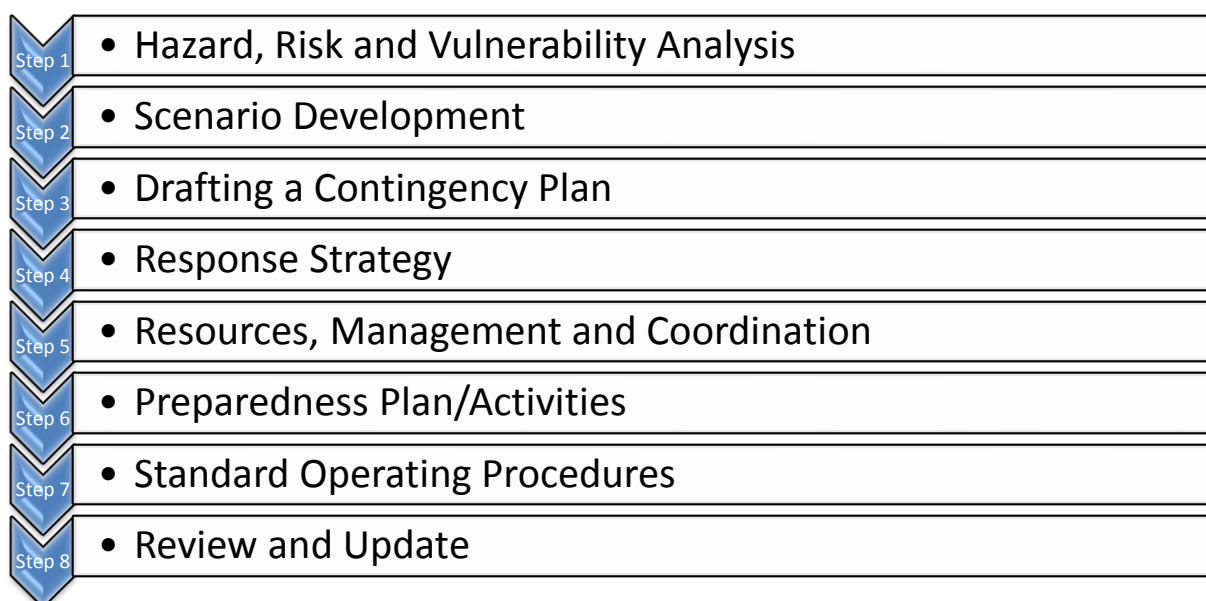 Step 1 • Hazard, Risk and Vulnerability Analysis
Step 2 • Scenario Development
Step 3 • Drafting a Contingency Plan
Step 4 • Response Strategy
Step 5 • Resources, Management and Coordination
Step 6 • Preparedness Plan/Activities
Step 7 • Standard Operating Procedures
Step 8 • Review and Update